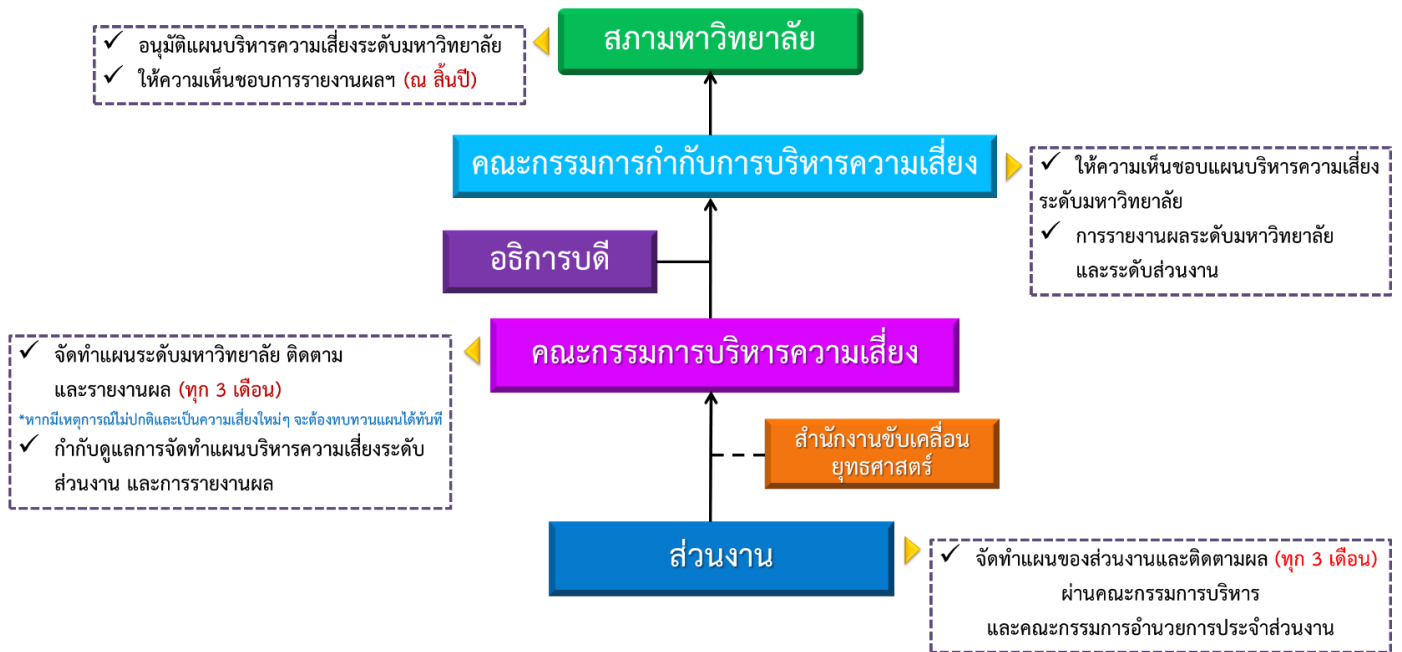 สภามหาวิทยาลัย
✓ อนุมัติแผนบริหารความเสี่ยงระดับมหาวิทยาลัย
✓ ให้ความเห็นชอบการรายงานผลฯ (ณ สิ้นปี)
คณะกรรมการกำกับการบริหารความเสี่ยง
✓ ให้ความเห็นชอบแผนบริหารความเสี่ยง
ระดับมหาวิทยาลัย
✓ การรายงานผลระดับมหาวิทยาลัย
และระดับส่วนงาน
อธิการบดี
คณะกรรมการบริหารความเสี่ยง
✓ จัดทำแผนระดับมหาวิทยาลัย ติดตาม
และรายงานผล (ทุก 3 เดือน)
*หากมีเหตุการณ์ไม่ปกติและเป็นความเสี่ยงใหม่ๆ จะต้องทบทวนแผนได้ทันที
✓ กำกับดูแลการจัดทำแผนบริหารความเสี่ยงระดับ
ส่วนงาน และการรายงานผล
สำนักงานขับเคลื่อน
ยุทธศาสตร์
ส่วนงาน
✓ จัดทำแผนของส่วนงานและติดตามผล (ทุก 3 เดือน)
ผ่านคณะกรรมการบริหาร
และคณะกรรมการอำนวยการประจำส่วนงาน